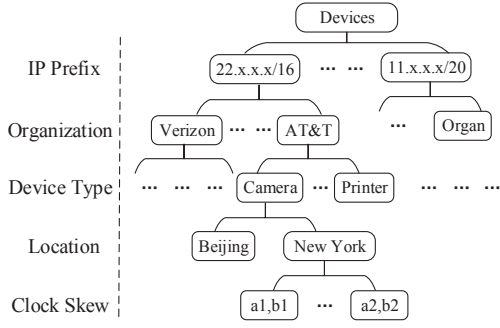 Devices
IP Prefix 22.x.x.x/16 ... ... 11.x.x.x/20
Organization Verizon ... ... AT&T ... Organ
Device Type ... ... ... Camera ... Printer ... ... ...
Location Beijing New York
Clock Skew a1,b1 ... a2,b2